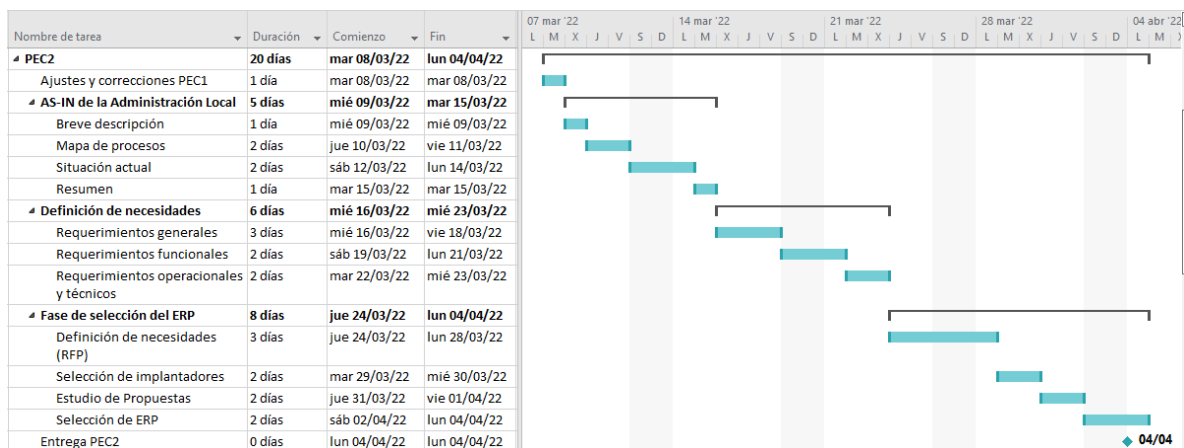 07 mar '22 14 mar '22 21 mar '22 28 mar '22 04 abr '22
Nombre de tarea Duración Comienzo Fin L M X J V S D L M X J V S D L M X J V S D L M X J V S D L M X
PEC2 20 días mar 08/03/22 lun 04/04/22
Ajustes y correcciones PEC1 1 día mar 08/03/22 mar 08/03/22
AS-IN de la Administración Local 5 días mié 09/03/22 mar 15/03/22
Breve descripción 1 día mié 09/03/22 mié 09/03/22
Mapa de procesos 2 días jue 10/03/22 vie 11/03/22
Situación actual 2 días sáb 12/03/22 lun 14/03/22
Resumen 1 día mar 15/03/22 mar 15/03/22
Definición de necesidades 6 días mié 16/03/22 mié 23/03/22
Requerimientos generales 3 días mié 16/03/22 vie 18/03/22
Requerimientos funcionales 2 días sáb 19/03/22 lun 21/03/22
Requerimientos operacionales 2 días mar 22/03/22 mié 23/03/22
y técnicos
Fase de selección del ERP 8 días jue 24/03/22 lun 04/04/22
Definición de necesidades 3 días jue 24/03/22 lun 28/03/22
(RFP)
Selección de implantadores 2 días mar 29/03/22 mié 30/03/22
Estudio de Propuestas 2 días jue 31/03/22 vie 01/04/22
Selección de ERP 2 días sáb 02/04/22 lun 04/04/22
Entrega PEC2 0 días lun 04/04/22 lun 04/04/22 04/04